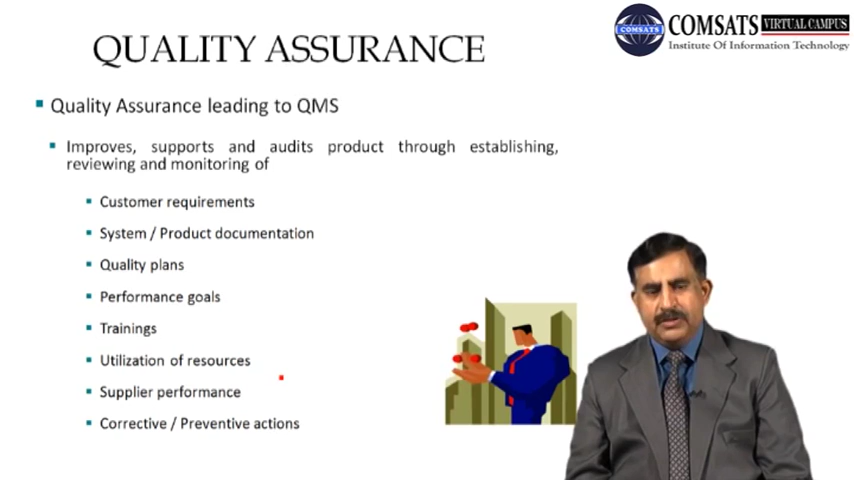 COMSATS VIRTUAL CAMPUS
COMSATS
Institute Of Information Technology
QUALITY ASSURANCE
Quality Assurance leading to QMS
Improves, supports and audits product through establishing,
reviewing and monitoring of
Customer requirements
System / Product documentation
Quality plans
Performance goals
Trainings
Utilization of resources
Supplier performance
Corrective / Preventive actions